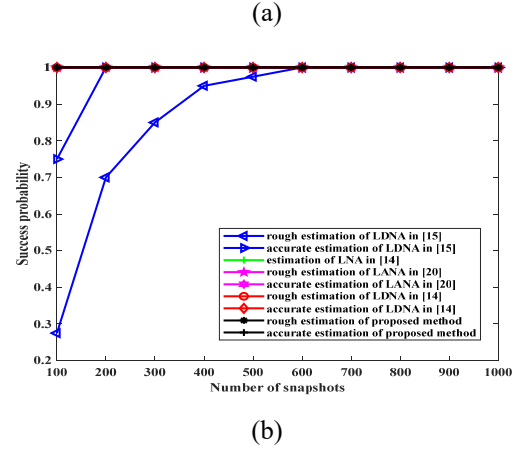 (a)
1
0.9
0.8
0.7
0.6
0.5
0.4
0.3
0.2
Success probability
rough estimation of LDNA in [15]
accurate estimation of LDNA in [15]
estimation of LNA in [14]
rough estimation of LANA in [20]
accurate estimation of LANA in [20]
rough estimation of LDNA in [14]
accurate estimation of LDNA in [14]
rough estimation of proposed method
accurate estimation of proposed method
100 200 300 400 500 600 700 800 900 1000
Number of snapshots
(b)